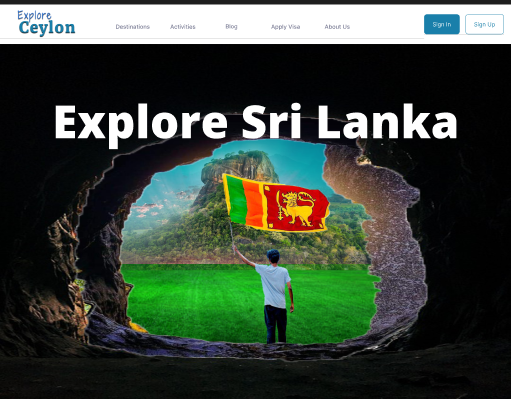 Explore
Ceylon
Destinations
Activities
Blog
Apply Visa
About Us
Sign In
Sign Up
Explore Sri Lanka